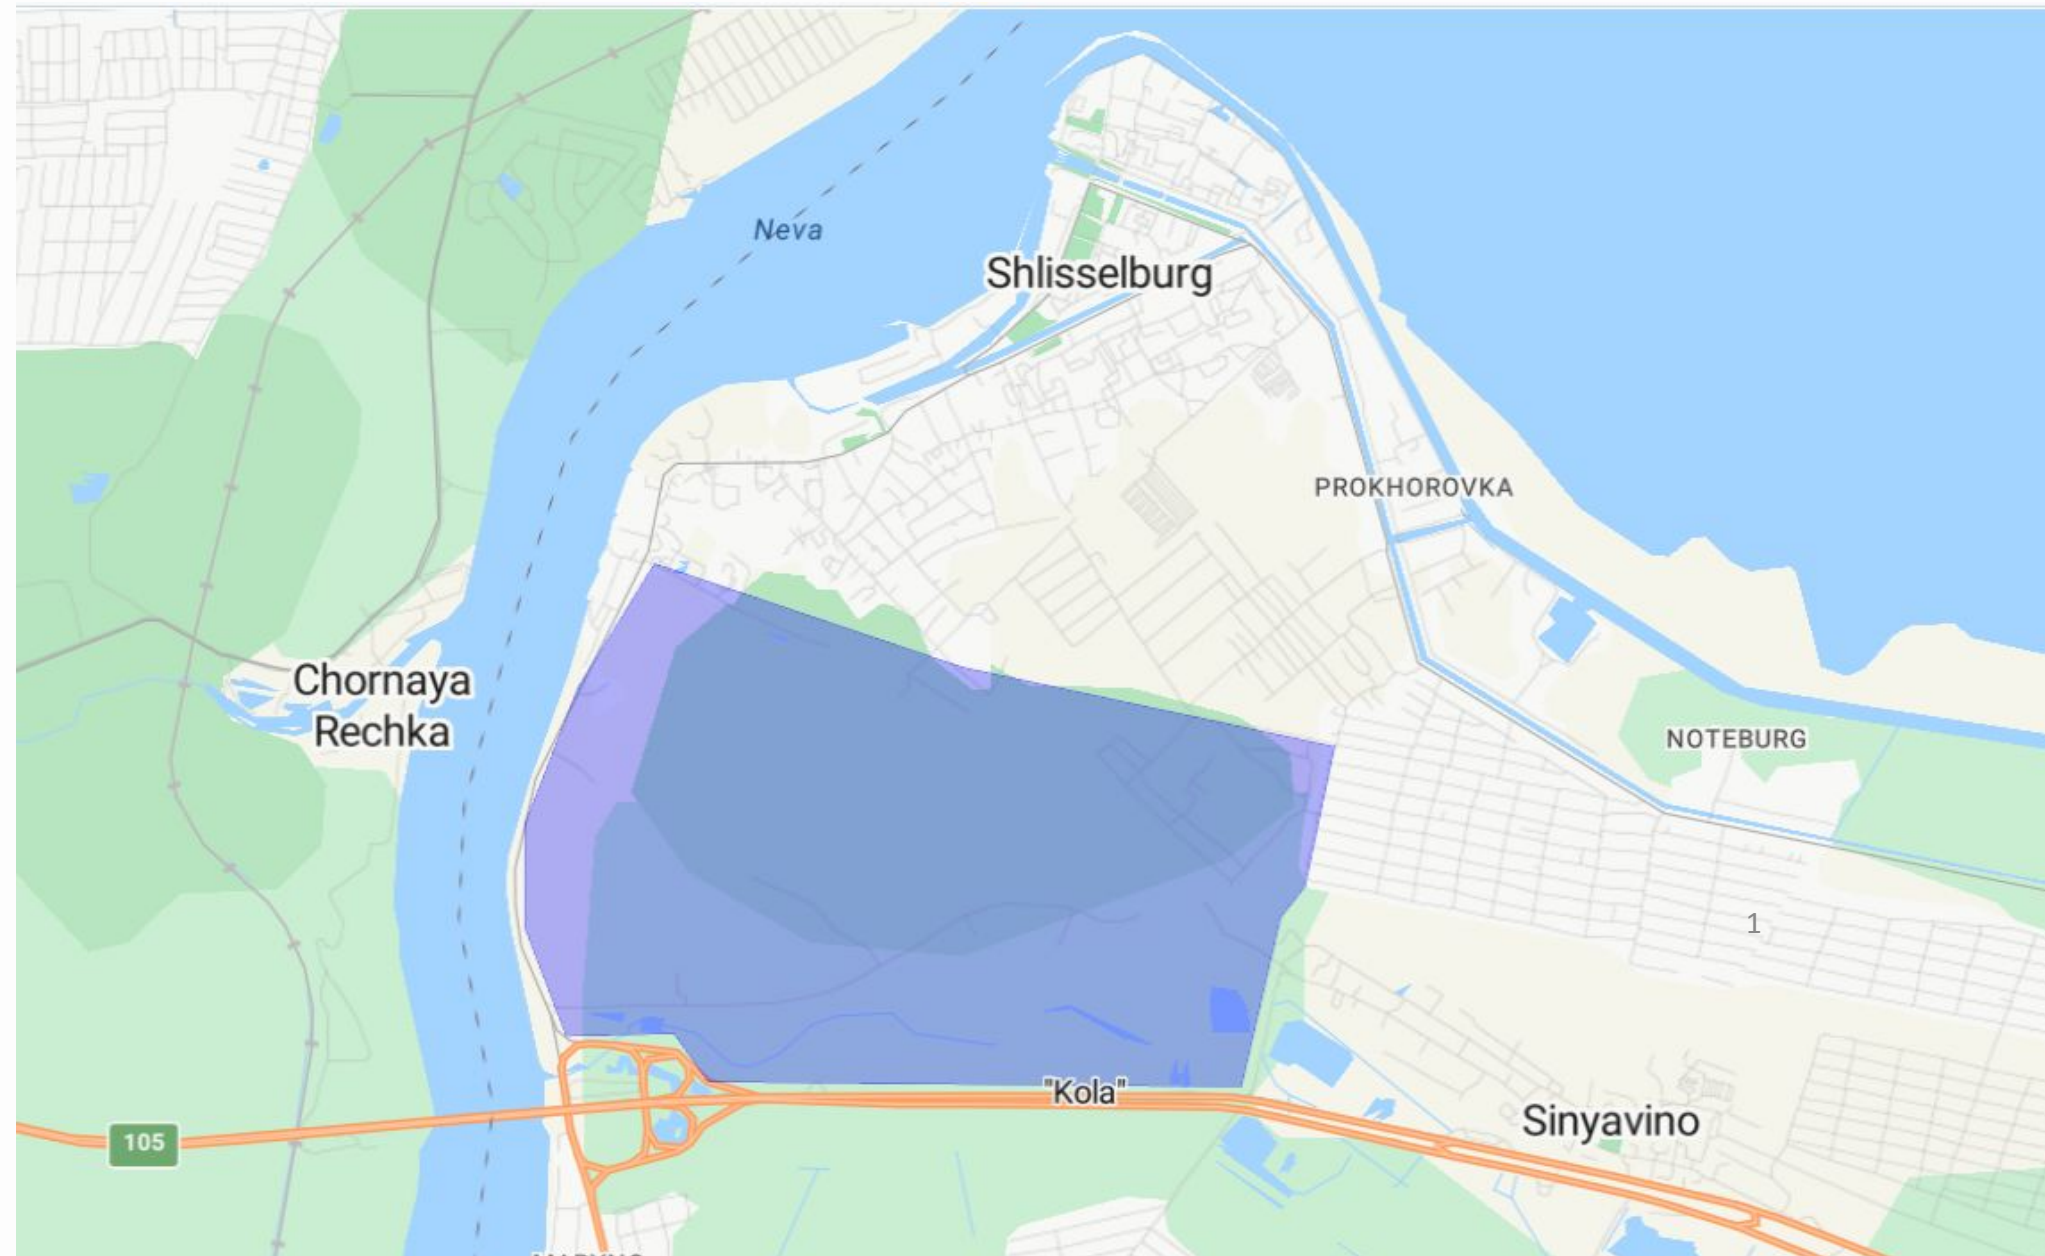 Neva
Shlisselburg
PROKHOROVKA
Chornaya
Rechka
NOTEBURG
1
"Kola"
Sinyavino
105